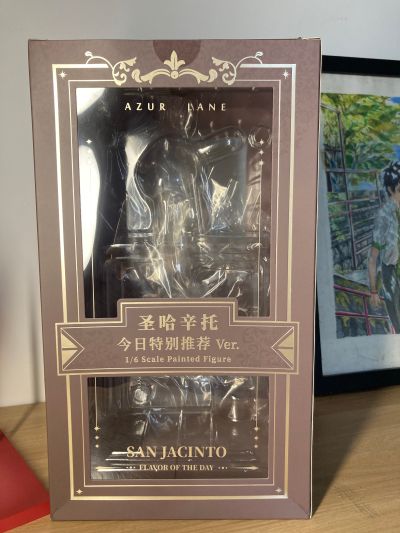 AZUR LANE
圣哈辛托
今日特别推荐 Ver.
1/6 Scale Painted Figure
SAN JACINTO
FLAVOR OF THE DAY